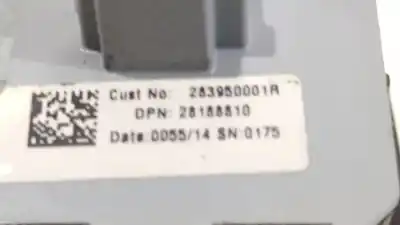 Cust No: 283950001R
DPN: 28188810
Date:0055/14 SN:0175